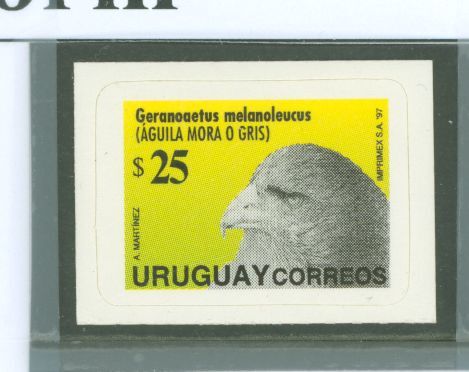 Geranoaetus melanoleucus
(ÁGUILA MORA O GRIS)
$ 25
A. MARTINEZ
IMPRIMEX S.A. '97
URUGUAY CORREOS